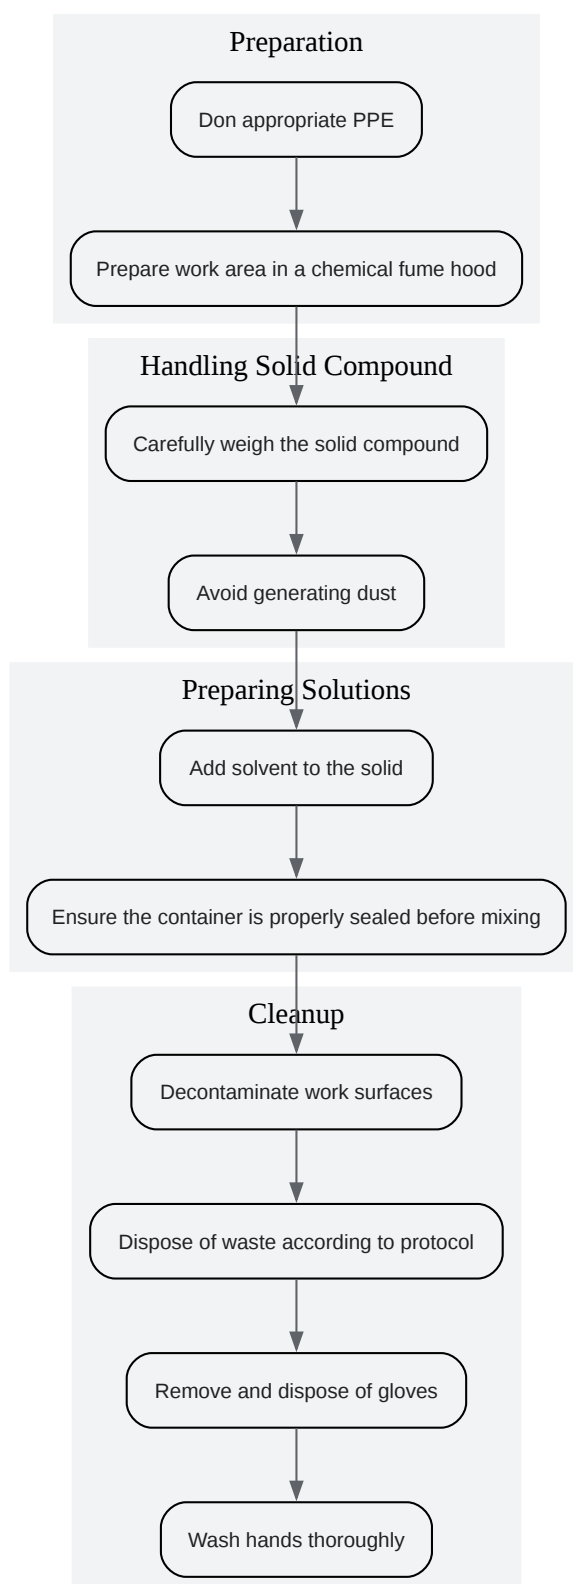 Preparation
Don appropriate PPE
Prepare work area in a chemical fume hood
Handling Solid Compound
Carefully weigh the solid compound
Avoid generating dust
Preparing Solutions
Add solvent to the solid
Ensure the container is properly sealed before mixing
Cleanup
Decontaminate work surfaces
Dispose of waste according to protocol
Remove and dispose of gloves
Wash hands thoroughly